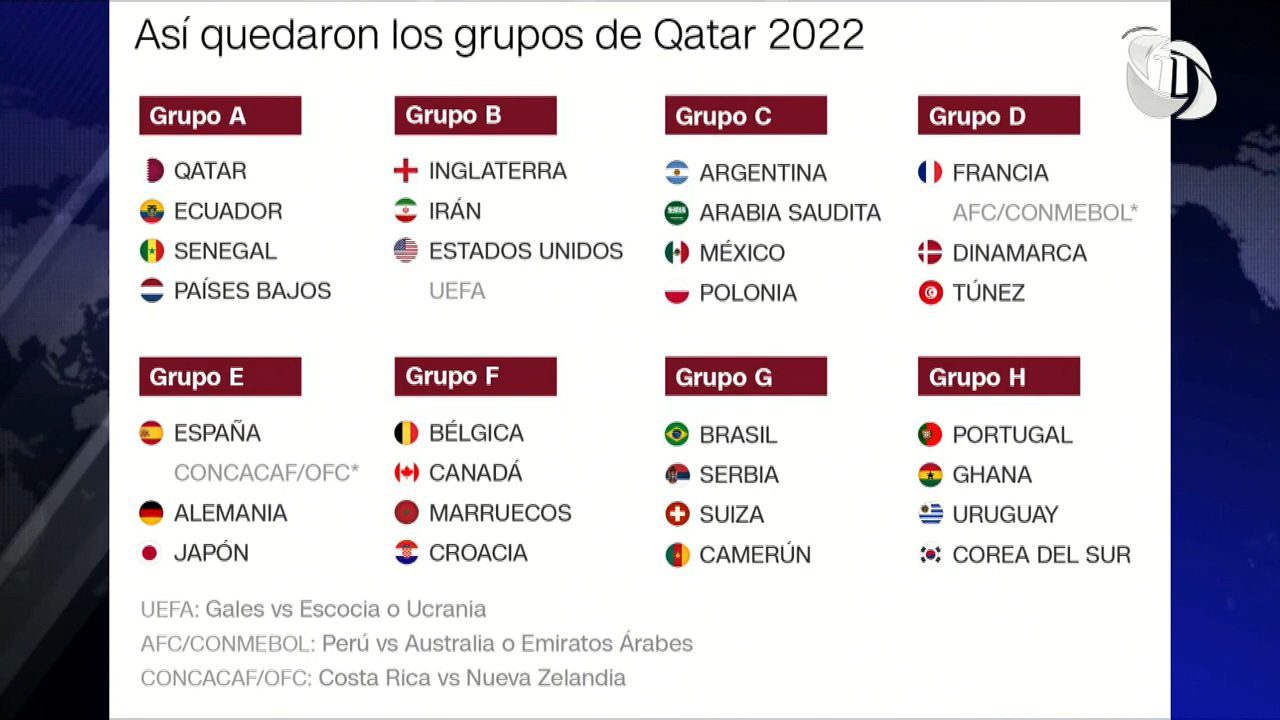 Así quedaron los grupos de Qatar 2022
Grupo A
QATAR
ECUADOR
SENEGAL
PAÍSES BAJOS
Grupo B
INGLATERRA
IRÁN
ESTADOS UNIDOS
UEFA
Grupo C
ARGENTINA
ARABIA SAUDITA
MÉXICO
POLONIA
Grupo D
FRANCIA
AFC/CONMEBOL*
DINAMARCA
TÚNEZ
Grupo E
ESPAÑA
CONCACAF/OFC*
ALEMANIA
JAPÓN
Grupo F
BÉLGICA
CANADÁ
MARRUECOS
CROACIA
Grupo G
BRASIL
SERBIA
SUIZA
CAMERÚN
Grupo H
PORTUGAL
GHANA
URUGUAY
COREA DEL SUR
UEFA: Gales vs Escocia o Ucrania
AFC/CONMEBOL: Perú vs Australia o Emiratos Árabes
CONCACAF/OFC: Costa Rica vs Nueva Zelandia